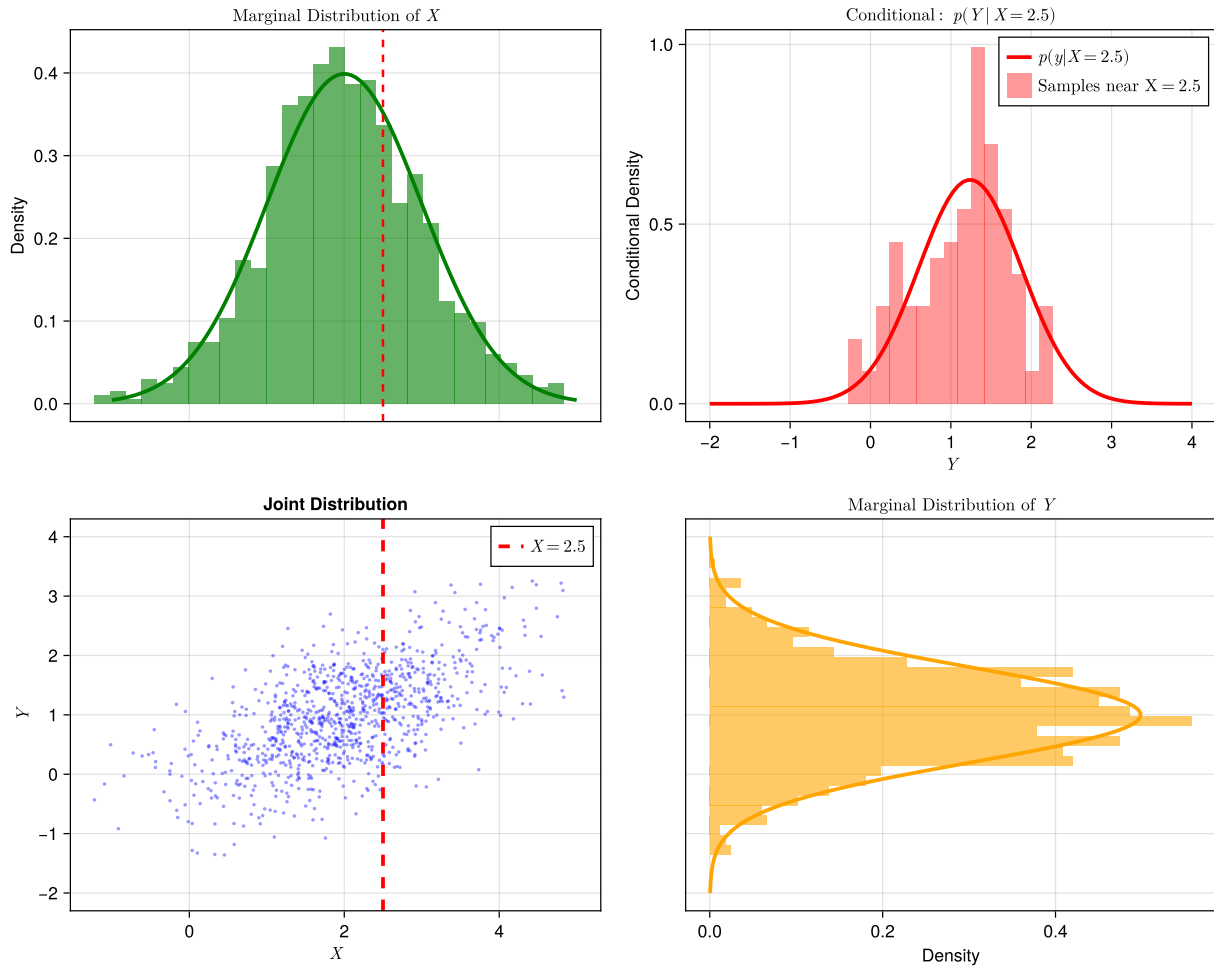 Marginal Distribution of X
0.4
0.3
0.2
0.1
0.0
Density
Conditional: p(Y | X = 2.5)
p(y|X = 2.5)
Samples near X = 2.5
1.0
0.5
0.0
Conditional Density
−2 −1 0 1 2 3 4
Y
Joint Distribution
X = 2.5
4
3
2
1
0
−1
−2
Y
0 2 4
X
Marginal Distribution of Y
0.0 0.2 0.4
Density